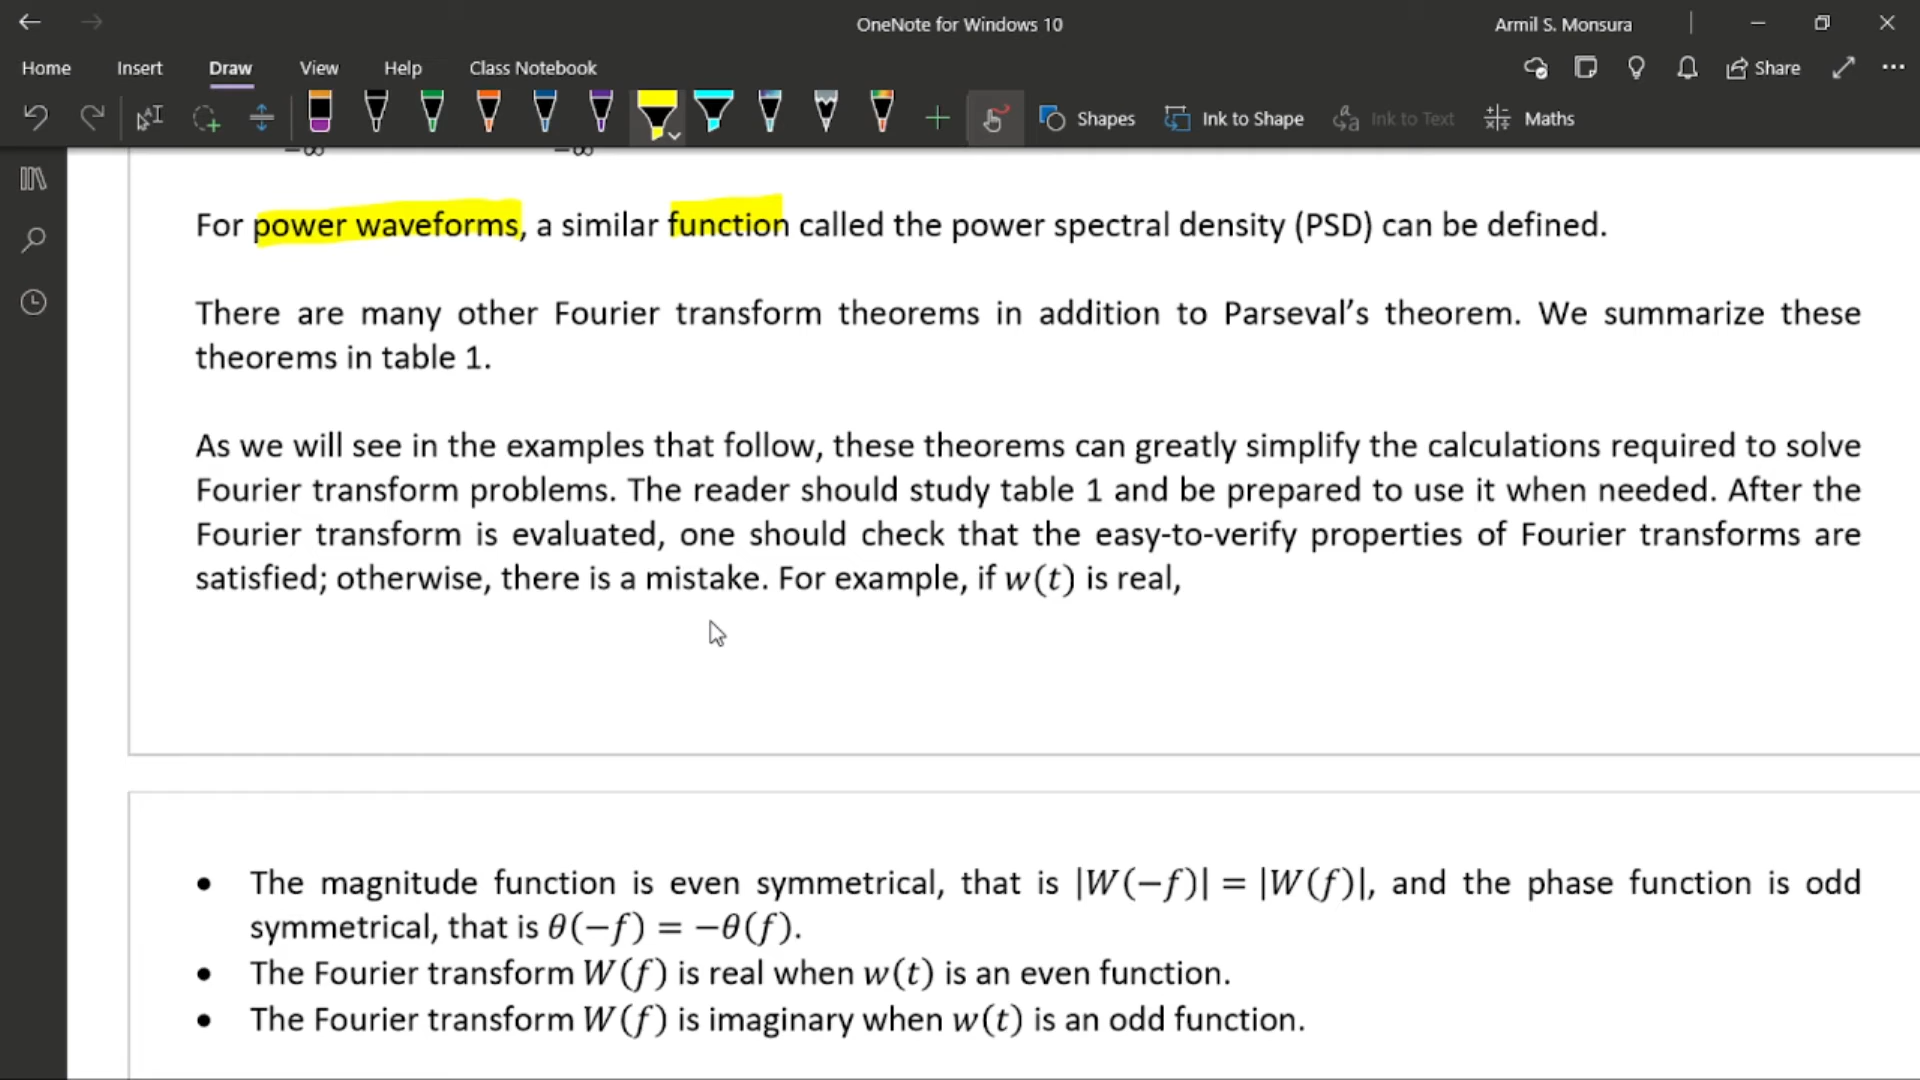 OneNote for Windows 10
Armil S. Monsura
Home Insert Draw View Help Class Notebook
Share
Shapes Ink to Shape Ink to Text Maths
−∞ −∞
For power waveforms, a similar function called the power spectral density (PSD) can be defined.
There are many other Fourier transform theorems in addition to Parseval’s theorem. We summarize these
theorems in table 1.
As we will see in the examples that follow, these theorems can greatly simplify the calculations required to solve
Fourier transform problems. The reader should study table 1 and be prepared to use it when needed. After the
Fourier transform is evaluated, one should check that the easy-to-verify properties of Fourier transforms are
satisfied; otherwise, there is a mistake. For example, if w(t) is real,
• The magnitude function is even symmetrical, that is |W(−f)| = |W(f)|, and the phase function is odd
symmetrical, that is θ(−f) = −θ(f).
• The Fourier transform W(f) is real when w(t) is an even function.
• The Fourier transform W(f) is imaginary when w(t) is an odd function.